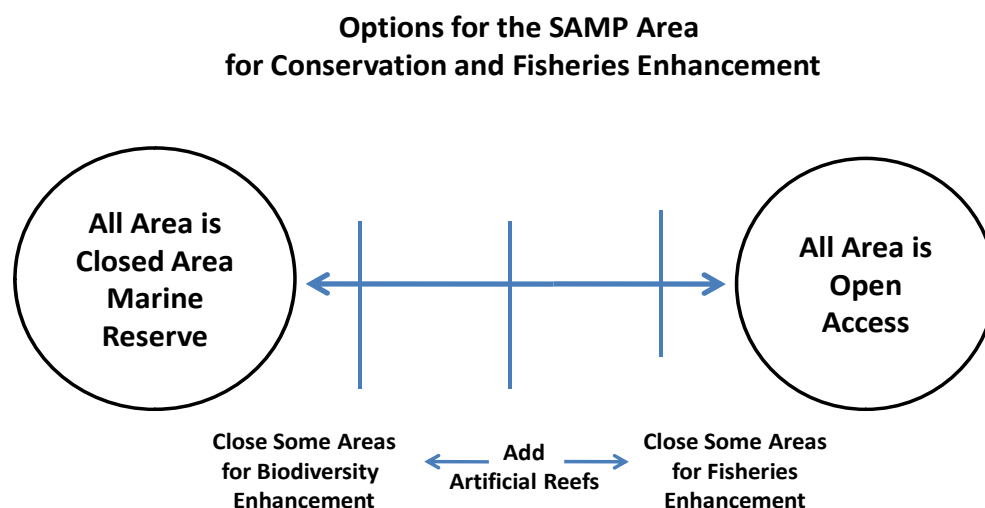 Options for the SAMP Area
for Conservation and Fisheries Enhancement
All Area is
Closed Area
Marine
Reserve
All Area is
Open
Access
Close Some Areas
for Biodiversity
Enhancement
Add
Artificial Reefs
Close Some Areas
for Fisheries
Enhancement